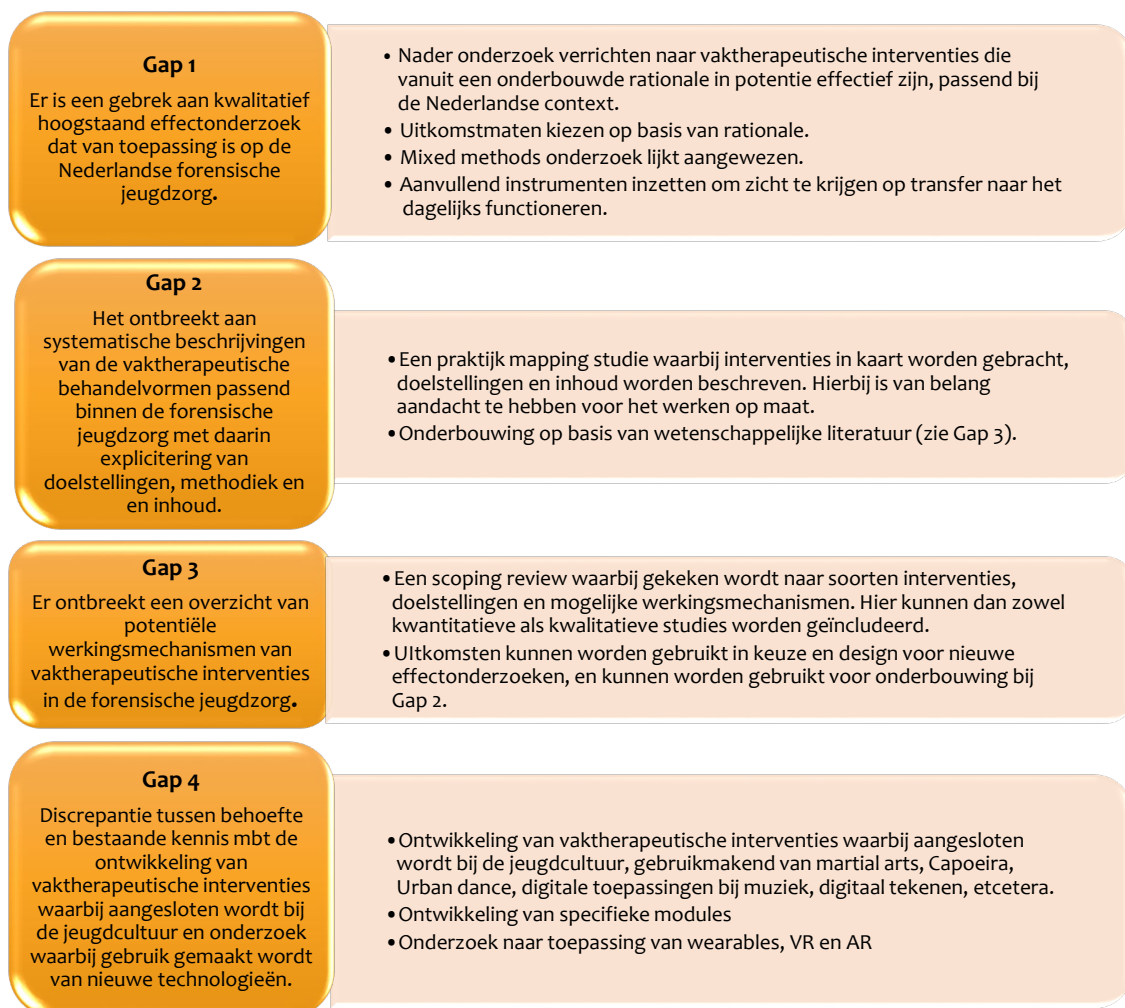 Gap 1
Er is een gebrek aan kwalitatief
hoogstaand effectonderzoek
dat van toepassing is op de
Nederlandse forensische
jeugdzorg.
• Nader onderzoek verrichten naar vaktherapeutische interventies die
vanuit een onderbouwde rationale in potentie effectief zijn, passend bij
de Nederlandse context.
• Uitkomstmaten kiezen op basis van rationale.
• Mixed methods onderzoek lijkt aangewezen.
• Aanvullend instrumenten inzetten om zicht te krijgen op transfer naar het
dagelijks functioneren.
Gap 2
Het ontbreekt aan
systematische beschrijvingen
van de vaktherapeutische
behandelvormen passend
binnen de forensische
jeugdzorg met daarin
explicitering van
doelstellingen, methodiek en
en inhoud.
•Een praktijk mapping studie waarbij interventies in kaart worden gebracht,
doelstellingen en inhoud worden beschreven. Hierbij is van belang
aandacht te hebben voor het werken op maat.
•Onderbouwing op basis van wetenschappelijke literatuur (zie Gap 3).
Gap 3
Er ontbreekt een overzicht van
potentiële
werkingsmechanismen van
vaktherapeutische interventies
in de forensische jeugdzorg.
•Een scoping review waarbij gekeken wordt naar soorten interventies,
doelstellingen en mogelijke werkingsmechanismen. Hier kunnen dan zowel
kwantitatieve als kwalitatieve studies worden geïncludeerd.
•UItkomsten kunnen worden gebruikt in keuze en design voor nieuwe
effectonderzoeken, en kunnen worden gebruikt voor onderbouwing bij
Gap 2.
Gap 4
Discrepantie tussen behoefte
en bestaande kennis mbt de
ontwikkeling van
vaktherapeutische interventies
waarbij aangesloten wordt bij
de jeugdcultuur en onderzoek
waarbij gebruik gemaakt wordt
van nieuwe technologieën.
•Ontwikkeling van vaktherapeutische interventies waarbij aangesloten
wordt bij de jeugdcultuur, gebruikmakend van martial arts, Capoeira,
Urban dance, digitale toepassingen bij muziek, digitaal tekenen, etcetera.
•Ontwikkeling van specifieke modules
•Onderzoek naar toepassing van wearables, VR en AR